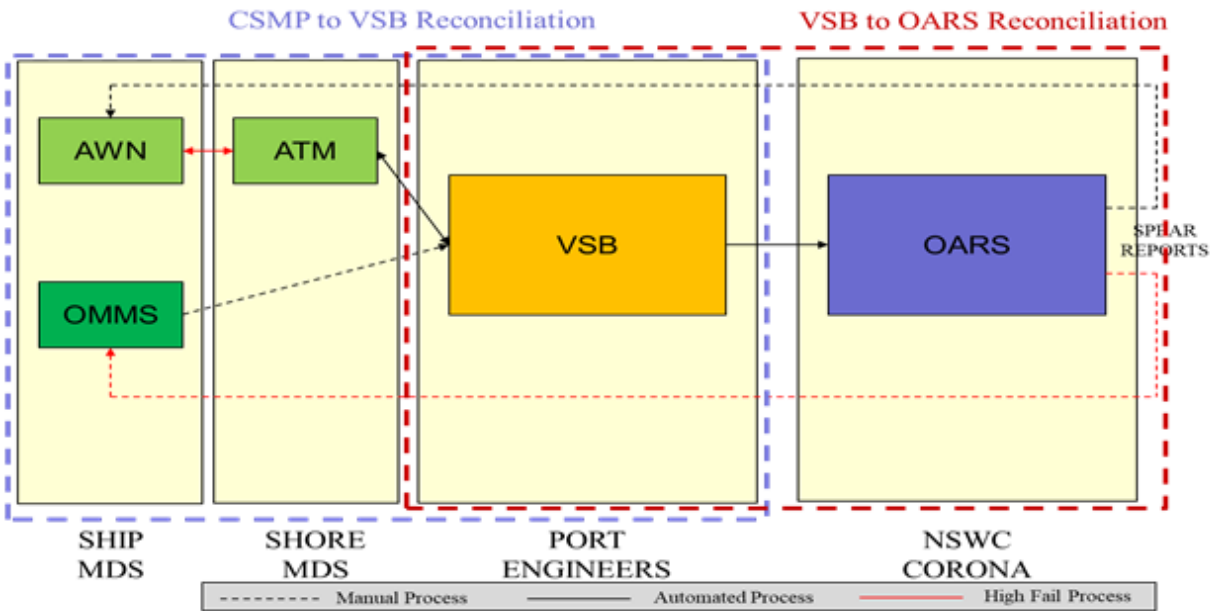 CSMP to VSB Reconciliation
VSB to OARS Reconciliation
AWN
ATM
VSB
OARS
SPEAR
REPORTS
OMMS
SHIP
MDS
SHORE
MDS
PORT
ENGINEERS
NSWC
CORONA
Manual Process
Automated Process
High Fail Process